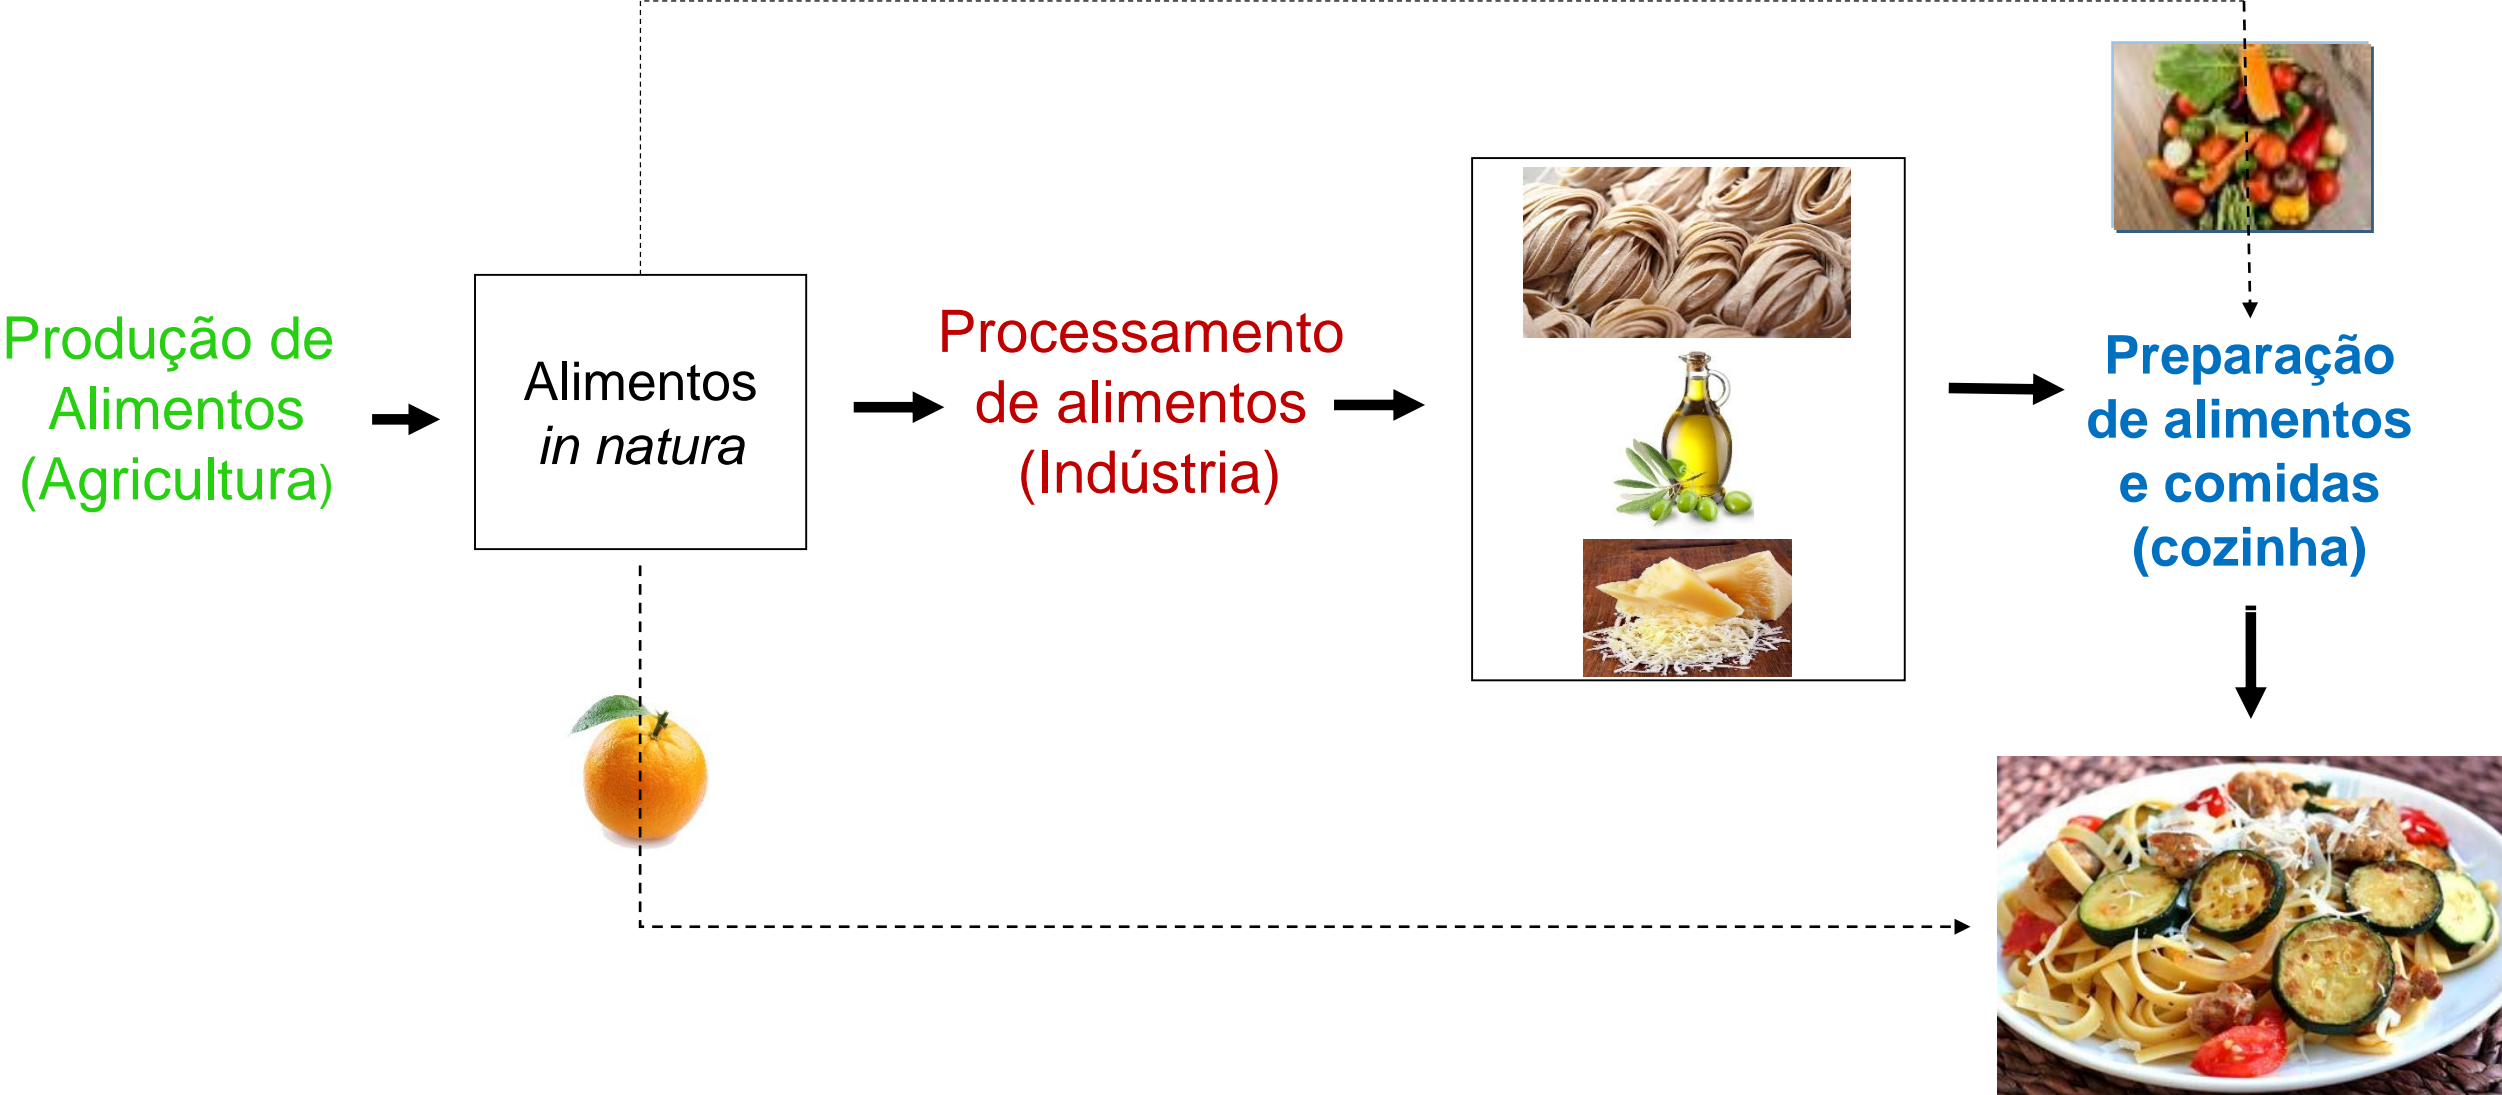 Produção de
Alimentos
(Agricultura)
Alimentos
in natura
Processamento
de alimentos
(Indústria)
Preparação
de alimentos
e comidas
(cozinha)